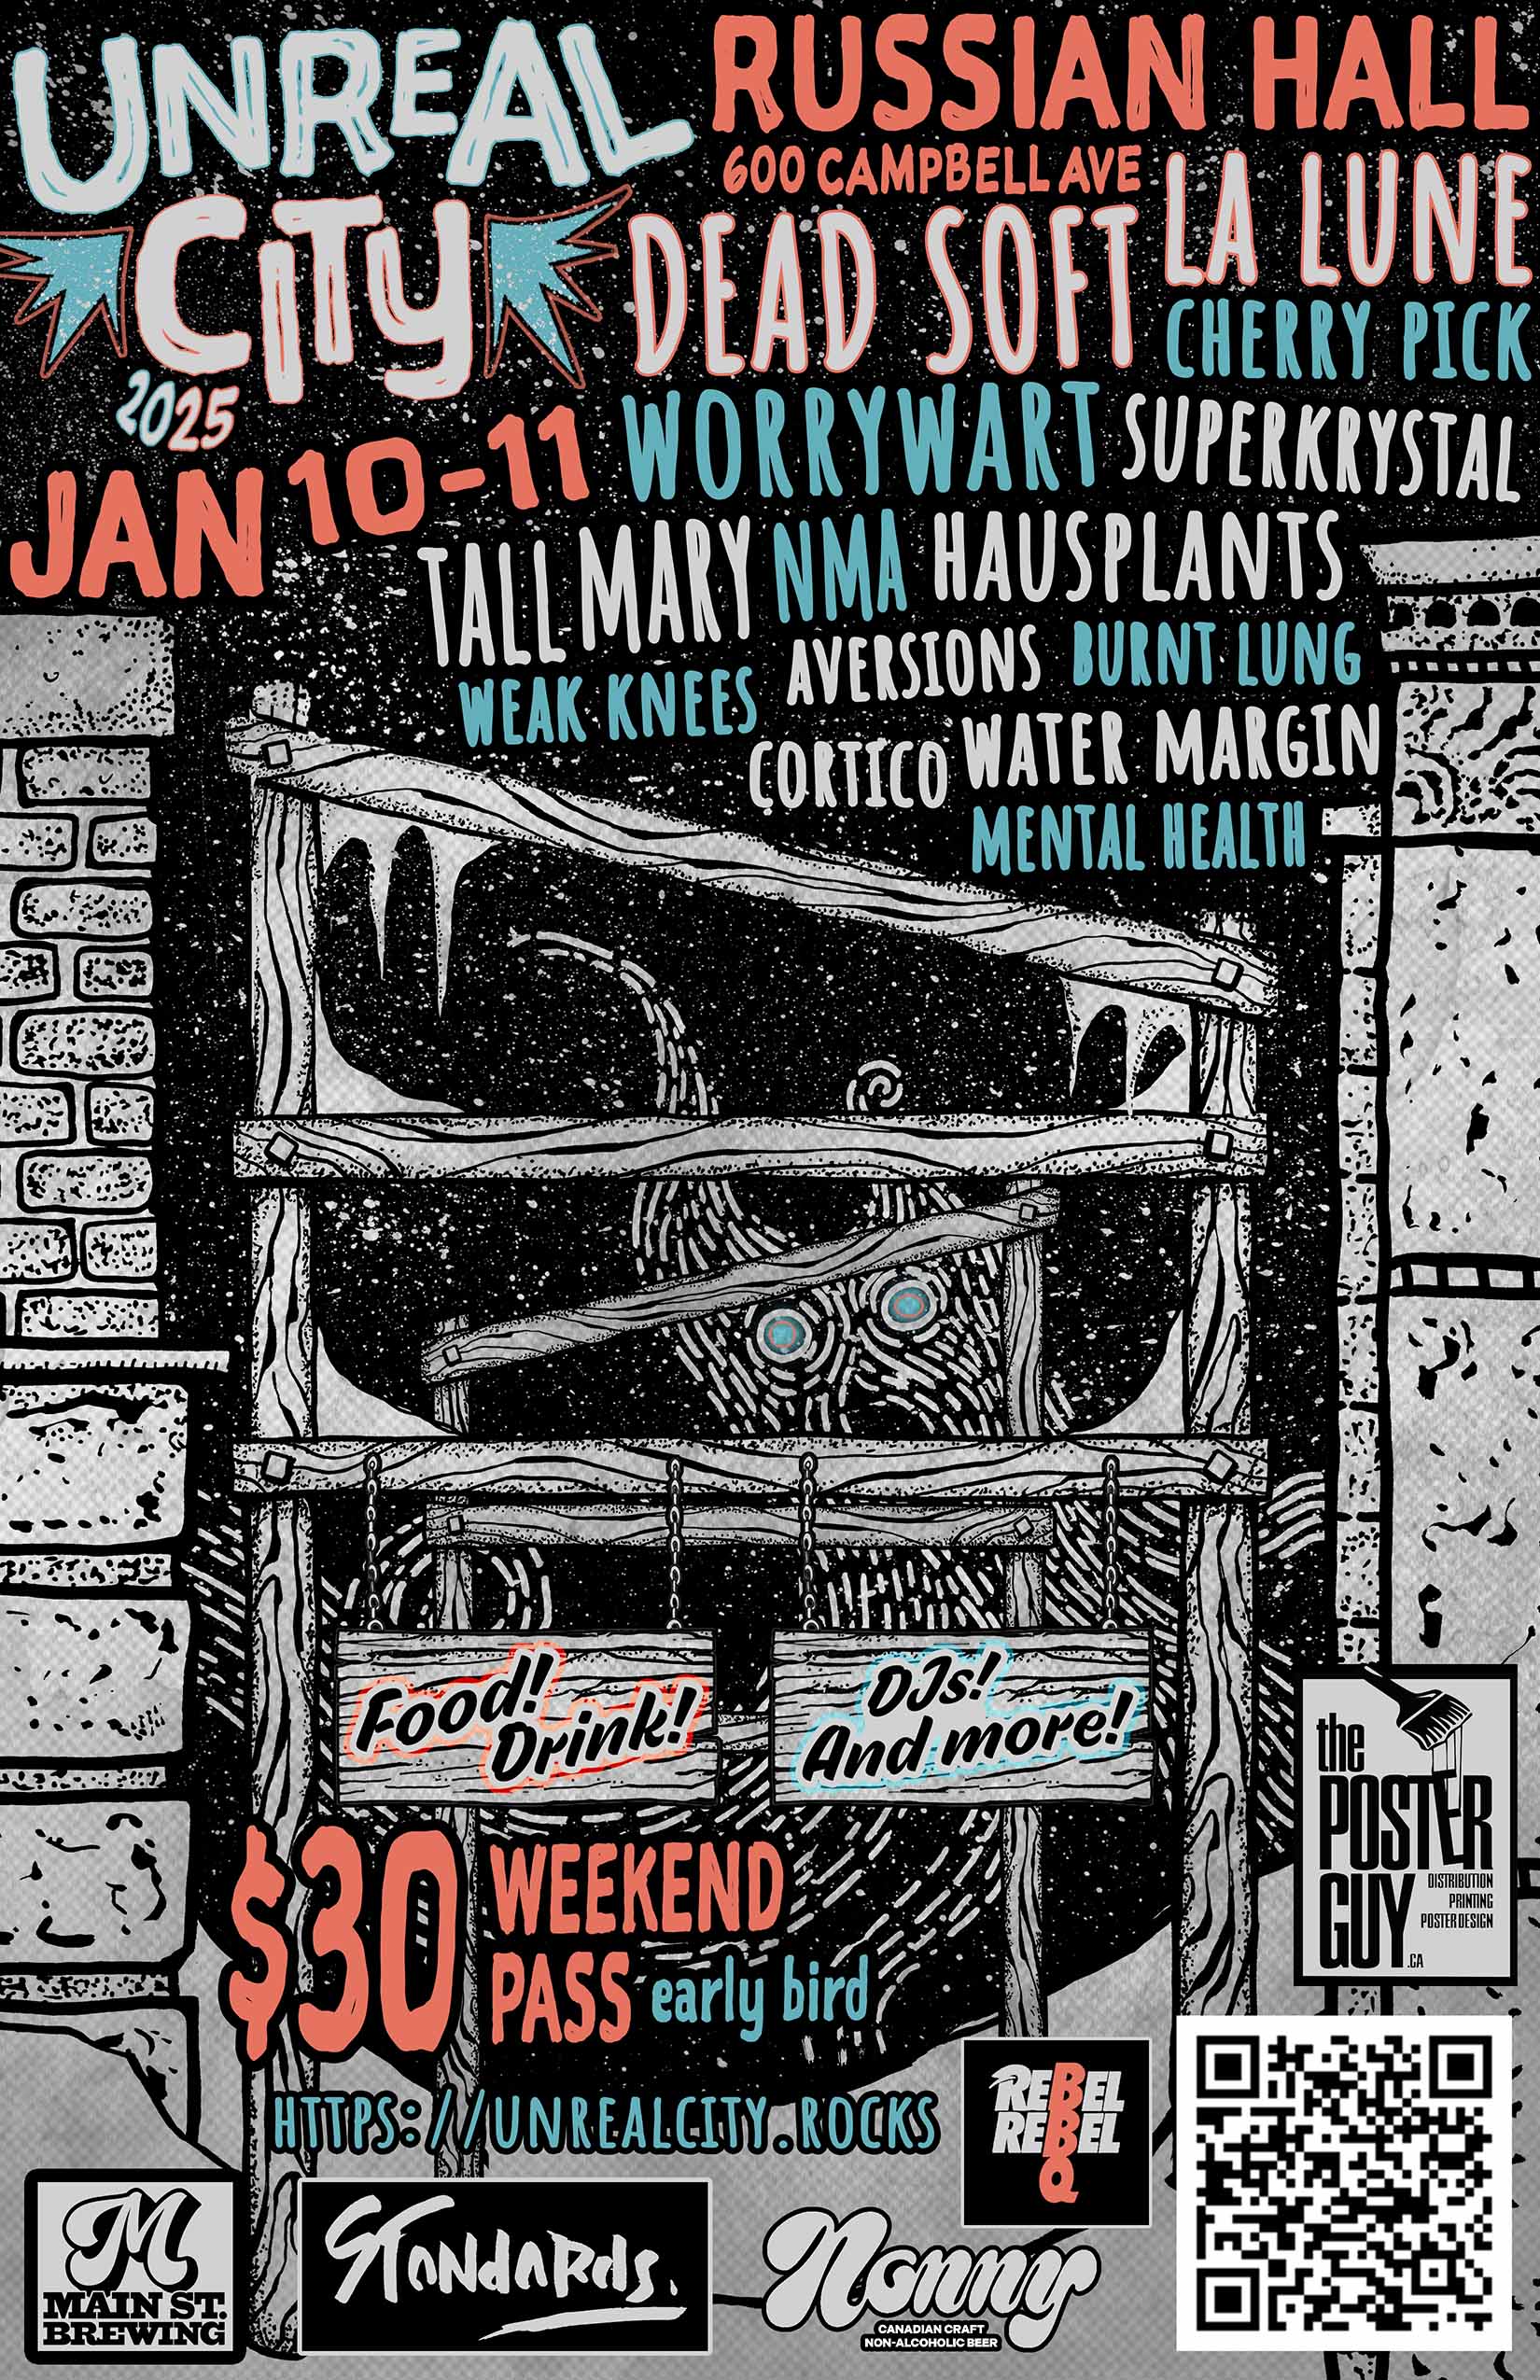 UNREAL
CITY
2025
JAN 10-11
RUSSIAN HALL
600 CAMPBELL AVE
DEAD SOFT
LA LUNE
CHERRY PICK
WORRYWART
SUPERKRYSTAL
TALL MARY
NMA
HAUSPLANTS
WEAK KNEES
AVERSIONS
BURNT LUNG
CORTICO
WATER MARGIN
MENTAL HEALTH
Food!
Drink!
DJs!
And more!
the
POSTER
GUY.CA
DISTRIBUTION
PRINTING
POSTER DESIGN
$30 WEEKEND
PASS early bird
HTTPS://UNREALCITY.ROCKS
REBEL
REBEL
BBQ
M
MAIN ST.
BREWING
STANDARDS.
Nonny
CANADIAN CRAFT
NON-ALCOHOLIC BEER